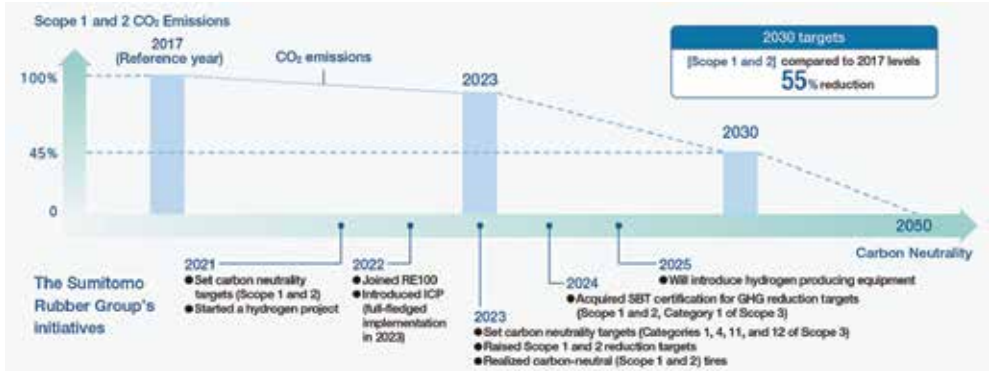 Scope 1 and 2 CO₂ Emissions
2017
(Reference year)
CO₂ emissions
2023
2030 targets
[Scope 1 and 2] compared to 2017 levels
55% reduction
100%
2030
45%
0
2050
Carbon Neutrality
The Sumitomo
Rubber Group's
initiatives
2021
●Set carbon neutrality
targets (Scope 1 and 2)
●Started a hydrogen project
2022
●Joined RE100
●Introduced ICP
(full-fledged
implementation
in 2023)
2023
●Set carbon neutrality targets (Categories 1, 4, 11, and 12 of Scope 3)
●Raised Scope 1 and 2 reduction targets
●Realized carbon-neutral (Scope 1 and 2) tires
2024
●Acquired SBT certification for GHG reduction targets
(Scope 1 and 2, Category 1 of Scope 3)
2025
●Will introduce hydrogen producing equipment